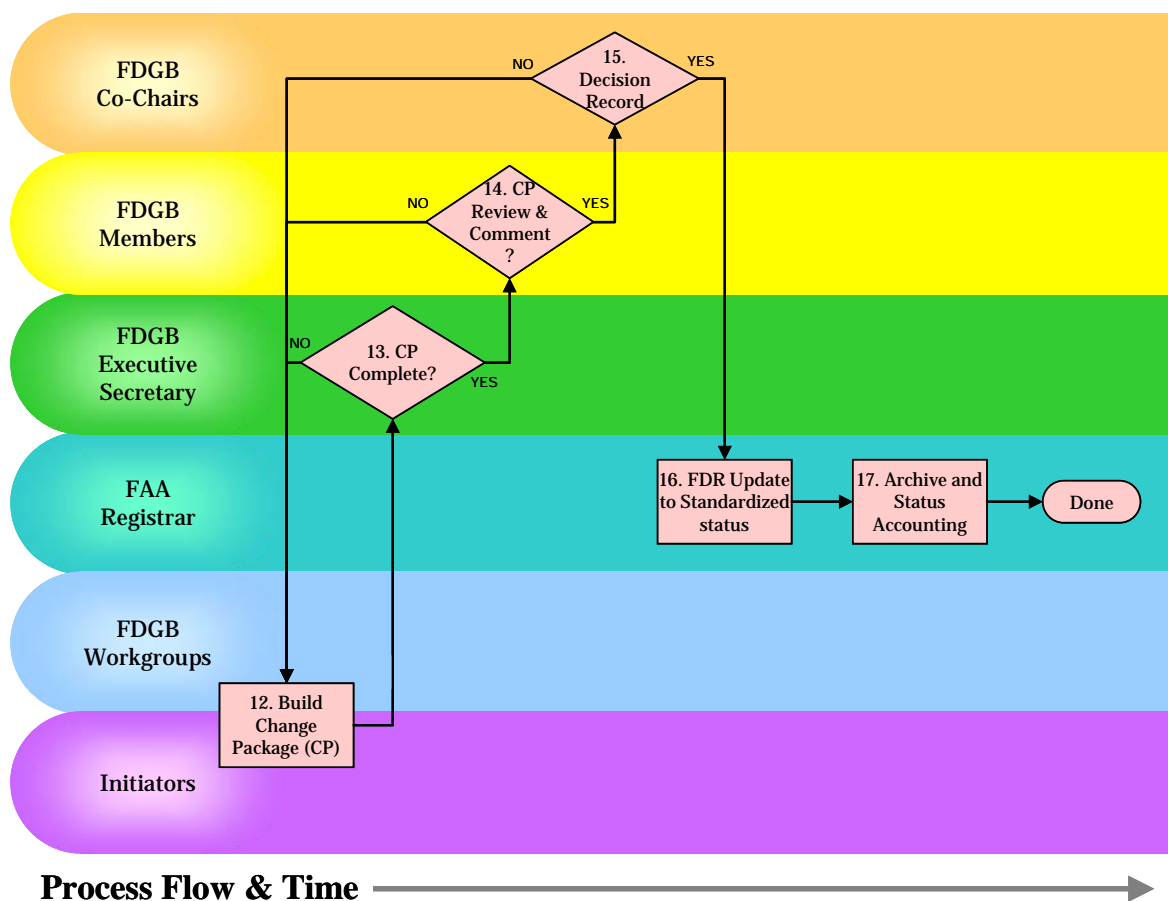 FDGB
Co-Chairs
NO
15.
Decision
Record
YES
FDGB
Members
NO
14. CP
Review &
Comment
?
YES
FDGB
Executive
Secretary
NO
13. CP
Complete?
YES
FAA
Registrar
16. FDR Update
to Standardized
status
17. Archive and
Status
Accounting
Done
FDGB
Workgroups
12. Build
Change
Package (CP)
Initiators
Process Flow & Time